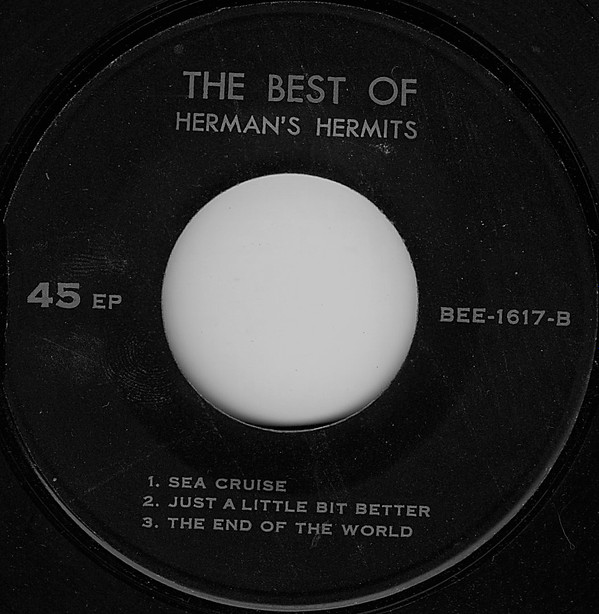 THE BEST OF
HERMAN'S HERMITS
45 EP
BEE-1617-B
1. SEA CRUISE
2. JUST A LITTLE BIT BETTER
3. THE END OF THE WORLD